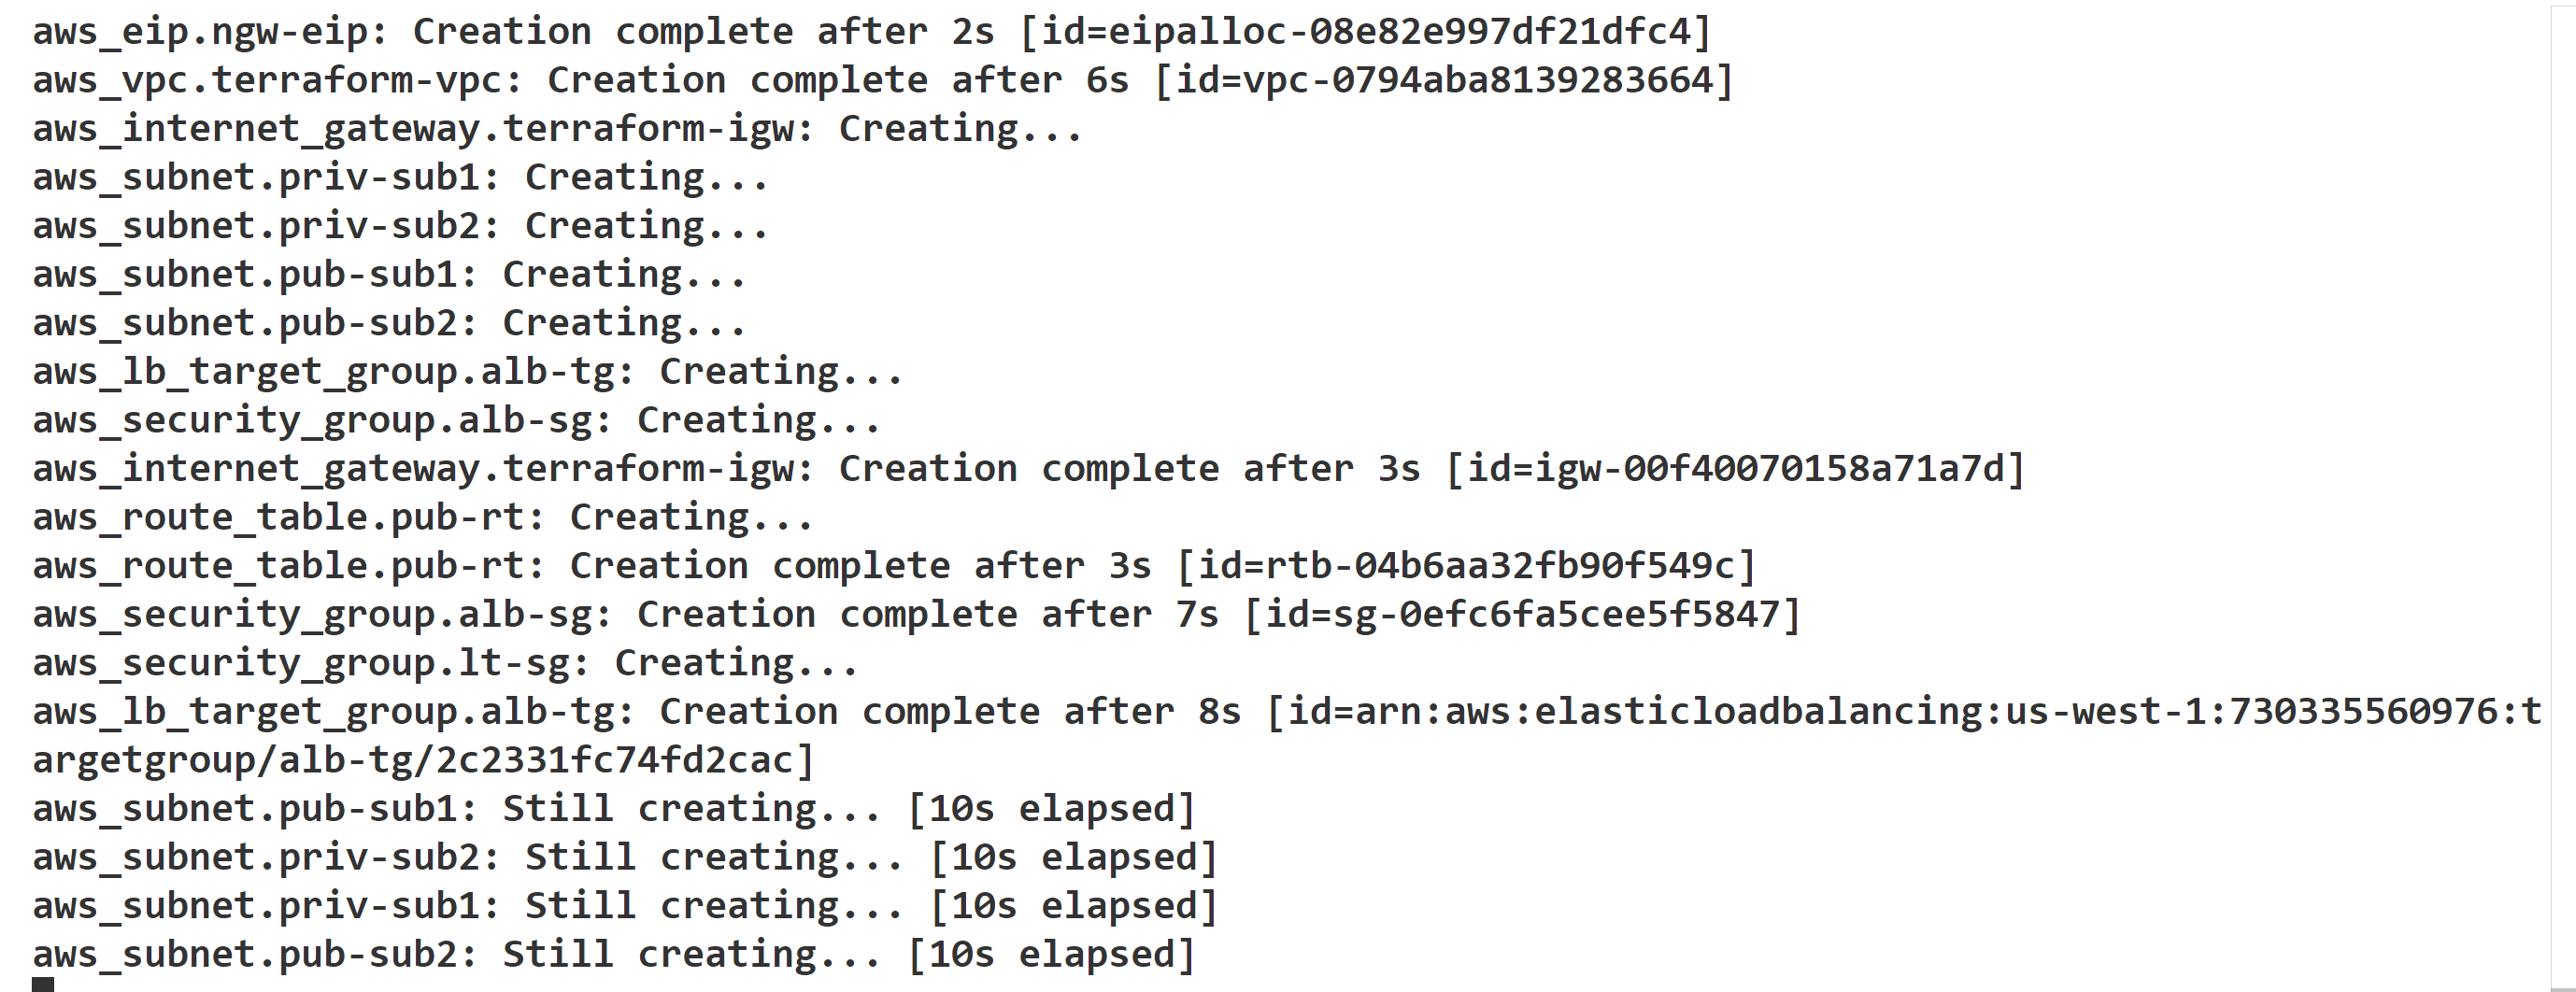 aws_eip.ngw-eip: Creation complete after 2s [id=eipalloc-08e82e997df21dfc4]
aws_vpc.terraform-vpc: Creation complete after 6s [id=vpc-0794aba8139283664]
aws_internet_gateway.terraform-igw: Creating...
aws_subnet.priv-sub1: Creating...
aws_subnet.priv-sub2: Creating...
aws_subnet.pub-sub1: Creating...
aws_subnet.pub-sub2: Creating...
aws_lb_target_group.alb-tg: Creating...
aws_security_group.alb-sg: Creating...
aws_internet_gateway.terraform-igw: Creation complete after 3s [id=igw-00f40070158a71a7d]
aws_route_table.pub-rt: Creating...
aws_route_table.pub-rt: Creation complete after 3s [id=rtb-04b6aa32fb90f549c]
aws_security_group.alb-sg: Creation complete after 7s [id=sg-0efc6fa5cee5f5847]
aws_security_group.lt-sg: Creating...
aws_lb_target_group.alb-tg: Creation complete after 8s [id=arn:aws:elasticloadbalancing:us-west-1:730335560976:t
argetgroup/alb-tg/2c2331fc74fd2cac]
aws_subnet.pub-sub1: Still creating... [10s elapsed]
aws_subnet.priv-sub2: Still creating... [10s elapsed]
aws_subnet.priv-sub1: Still creating... [10s elapsed]
aws_subnet.pub-sub2: Still creating... [10s elapsed]